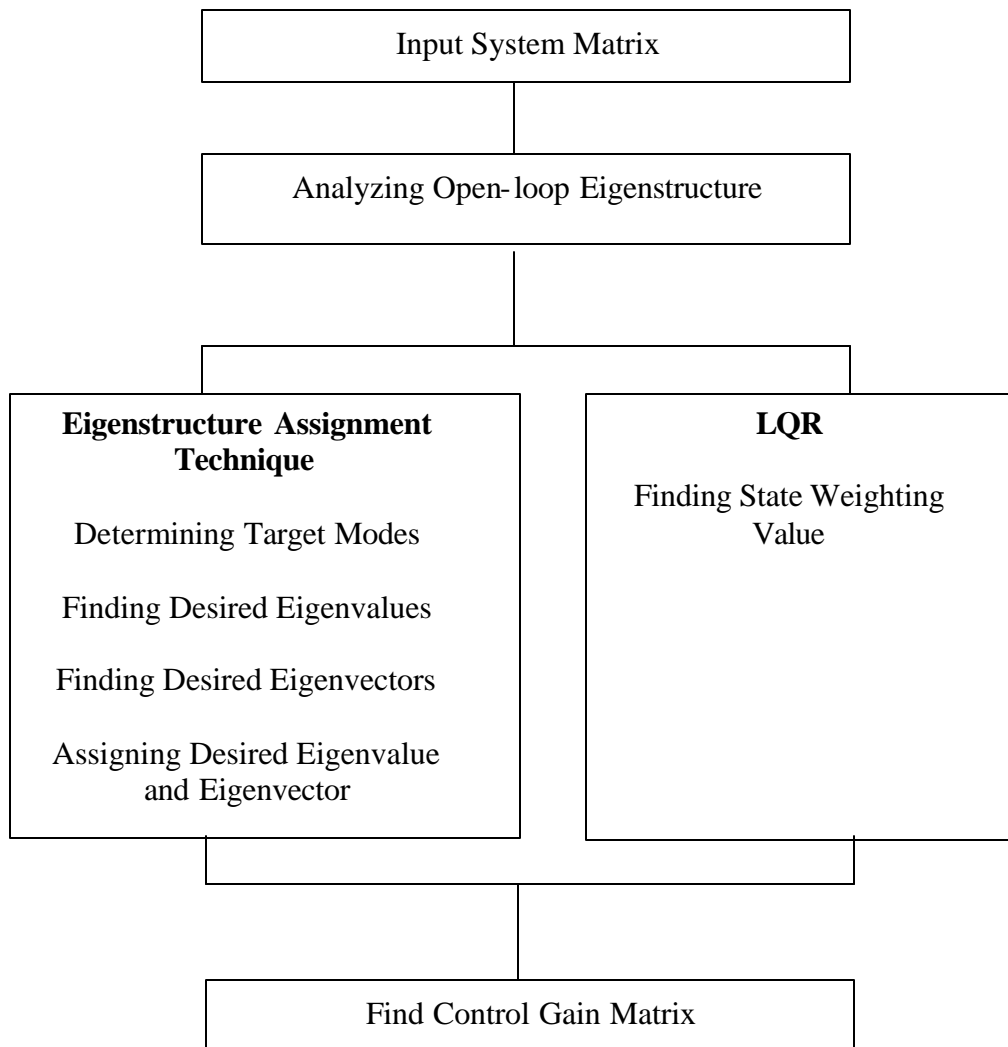 Input System Matrix
Analyzing Open-loop Eigenstructure
Eigenstructure Assignment
Technique
Determining Target Modes
Finding Desired Eigenvalues
Finding Desired Eigenvectors
Assigning Desired Eigenvalue
and Eigenvector
LQR
Finding State Weighting
Value
Find Control Gain Matrix